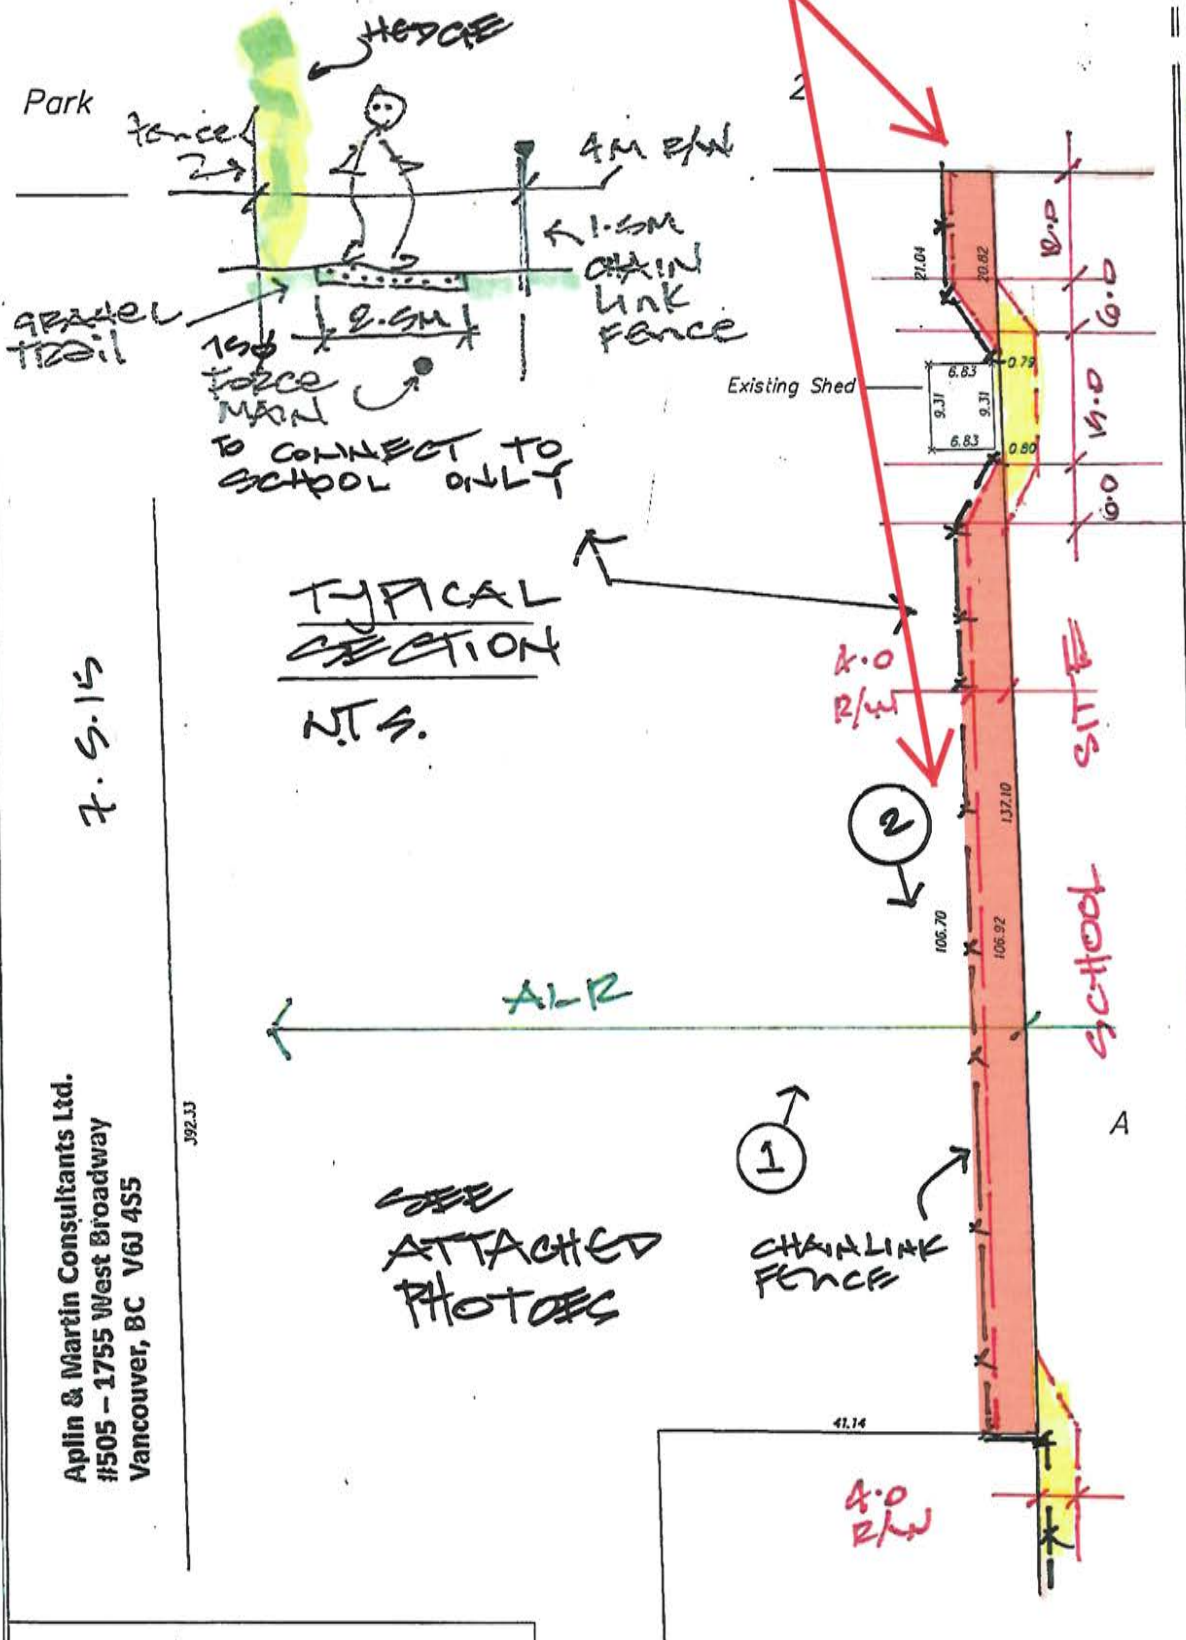 HEDGE
Park
Fence
4M R/W
1.5M
CHAIN
LINK
FENCE
GRAVEL
TRAIL
2.5M
150ϕ
FORCE
MAIN
TO CONNECT TO
SCHOOL ONLY
TYPICAL
SECTION
N.T.S.
7.5.15
2
21.04
20.82
6.0
Existing Shed
6.83
0.79
9.31
9.31
6.83
0.80
15.0
6.0
4.0
R/W
SCHOOL SITE
2
137.10
106.70
106.92
ALR
1
A
392.33
Aplin & Martin Consultants Ltd.
#505 – 1755 West Broadway
Vancouver, BC V6J 4S5
SEE
ATTACHED
PHOTOES
CHAINLINK
FENCE
41.14
4.0
R/W